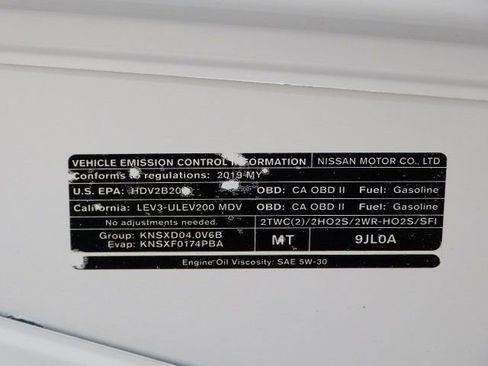 VEHICLE EMISSION CONTROL INFORMATION NISSAN MOTOR CO., LTD
Conforms to regulations: 2019 MY
U.S. EPA: HDV2B20 OBD: CA OBD II Fuel: Gasoline
California: LEV3-ULEV200 MDV OBD: CA OBD II Fuel: Gasoline
No adjustments needed. 2TWC(2)/2HO2S/2WR-HO2S/SFI
Group: KNSXD04.0V6B
Evap: KNSXF0174PBA
9JL0A
Engine Oil Viscosity: SAE 5W-30